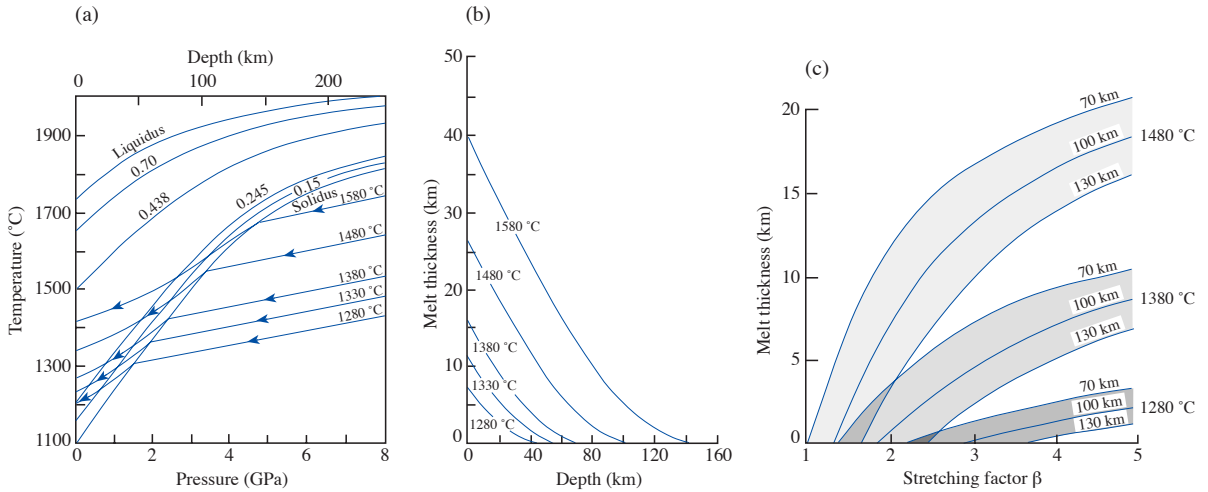 (a)
Depth (km)
0 100 200
Temperature (˚C)
1900
1700
1500
1300
1100
Liquidus
0.70
0.438
0.245
0.15
Solidus
1580 ˚C
1480 ˚C
1380 ˚C
1330 ˚C
1280 ˚C
0 2 4 6 8
Pressure (GPa)
(b)
Melt thickness (km)
50
40
30
20
10
0
1580 ˚C
1480 ˚C
1380 ˚C
1330 ˚C
1280 ˚C
0 40 80 120 160
Depth (km)
(c)
Melt thickness (km)
20
15
10
5
0
70 km
100 km
130 km
1480 ˚C
70 km
100 km
130 km
1380 ˚C
70 km
100 km
130 km
1280 ˚C
1 2 3 4 5
Stretching factor β